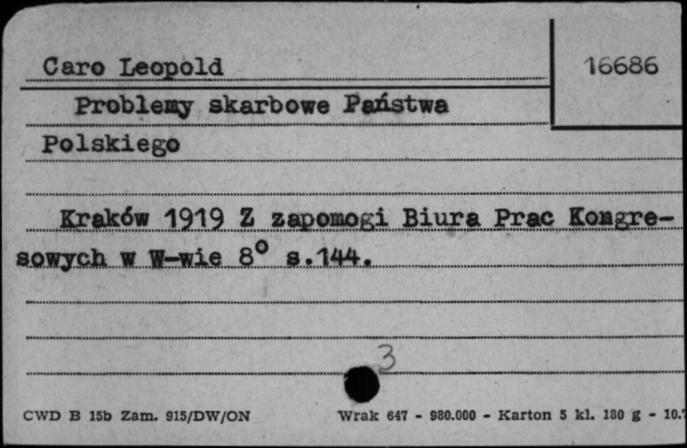 Caro Leopold
16686
Problemy skarbowe Państwa
Polskiego
Kraków 1919 Z zapomogi Biura Prac Kongre-
sowych w W-wie 8° s.144.
3
CWD B 15b Zam. 915/DW/ON
Wrak 647 - 980.000 - Karton 5 kl. 180 g - 10.